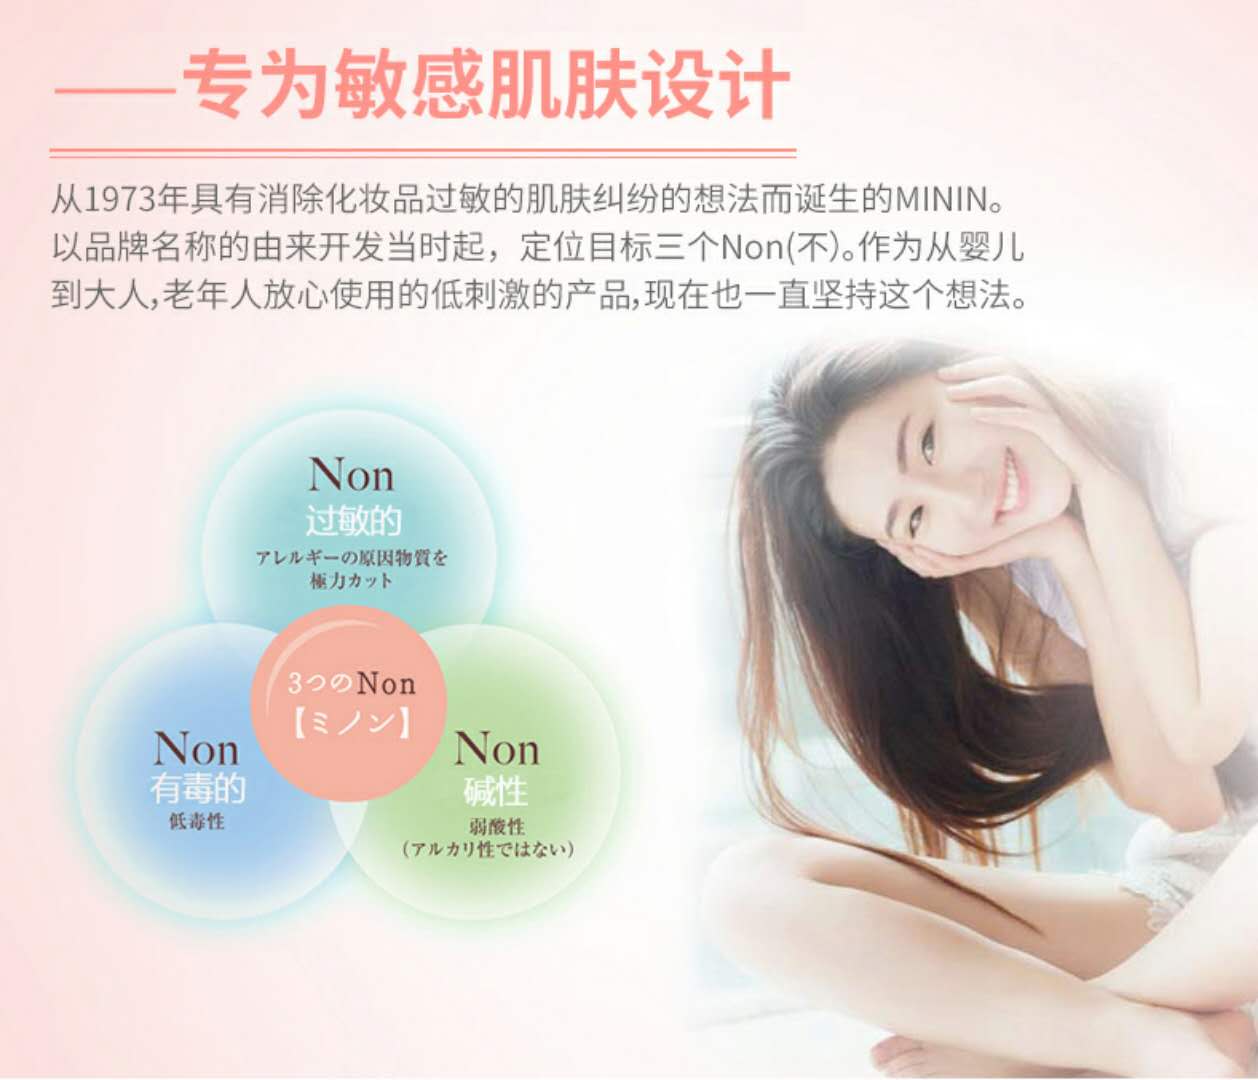 ——专为敏感肌肤设计
从1973年具有消除化妆品过敏的肌肤纠纷的想法而诞生的MININ。
以品牌名称的由来开发当时起，定位目标三个Non(不)。作为从婴儿
到大人,老年人放心使用的低刺激的产品,现在也一直坚持这个想法。
Non
过敏的
アレルギーの原因物質を
極力カット
3つのNon
【ミノン】
Non
有毒的
低毒性
Non
碱性
弱酸性
（アルカリ性ではない）